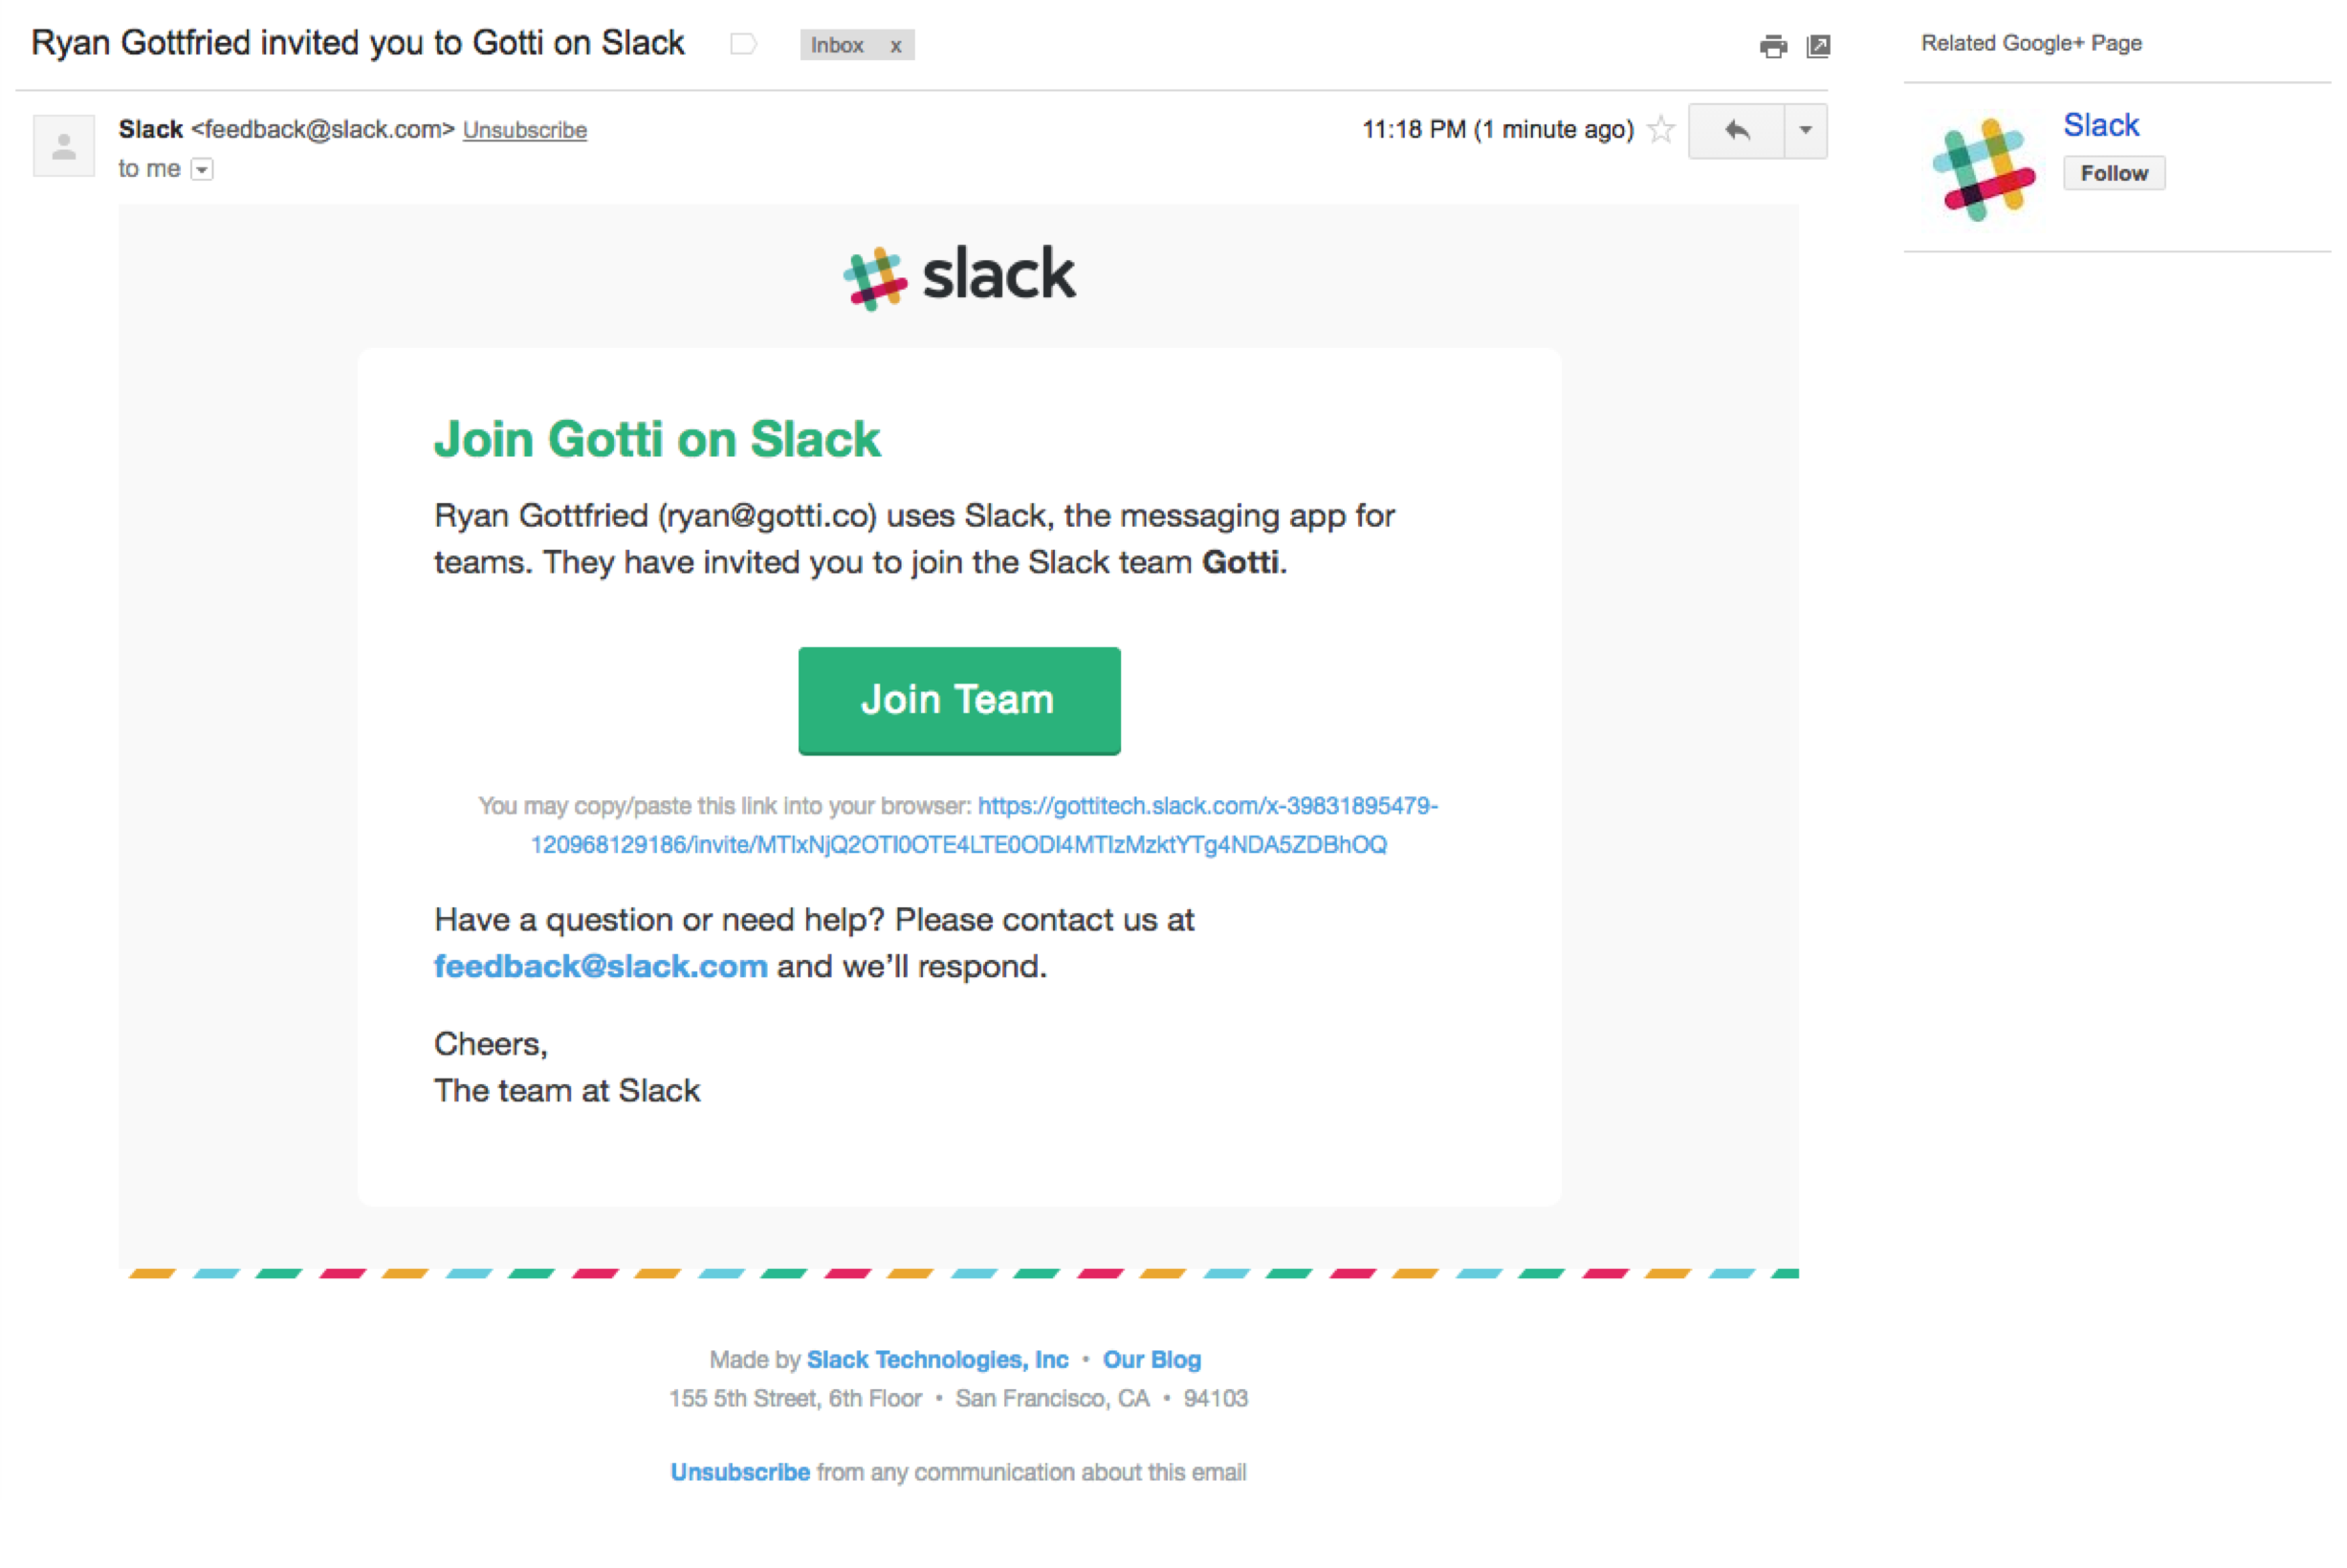 Ryan Gottfried invited you to Gotti on Slack
Inbox x
Related Google+ Page
Slack <feedback@slack.com> Unsubscribe
11:18 PM (1 minute ago)
to me
Slack
Follow
slack
Join Gotti on Slack
Ryan Gottfried (ryan@gotti.co) uses Slack, the messaging app for
teams. They have invited you to join the Slack team Gotti.
Join Team
You may copy/paste this link into your browser: https://gottitech.slack.com/x-39831895479-
120968129186/invite/MTIxNjQ2OTI0OTE4LTE0ODI4MTIzMzktYTg4NDA5ZDBhOQ
Have a question or need help? Please contact us at
feedback@slack.com and we’ll respond.
Cheers,
The team at Slack
Made by Slack Technologies, Inc • Our Blog
155 5th Street, 6th Floor • San Francisco, CA • 94103
Unsubscribe from any communication about this email